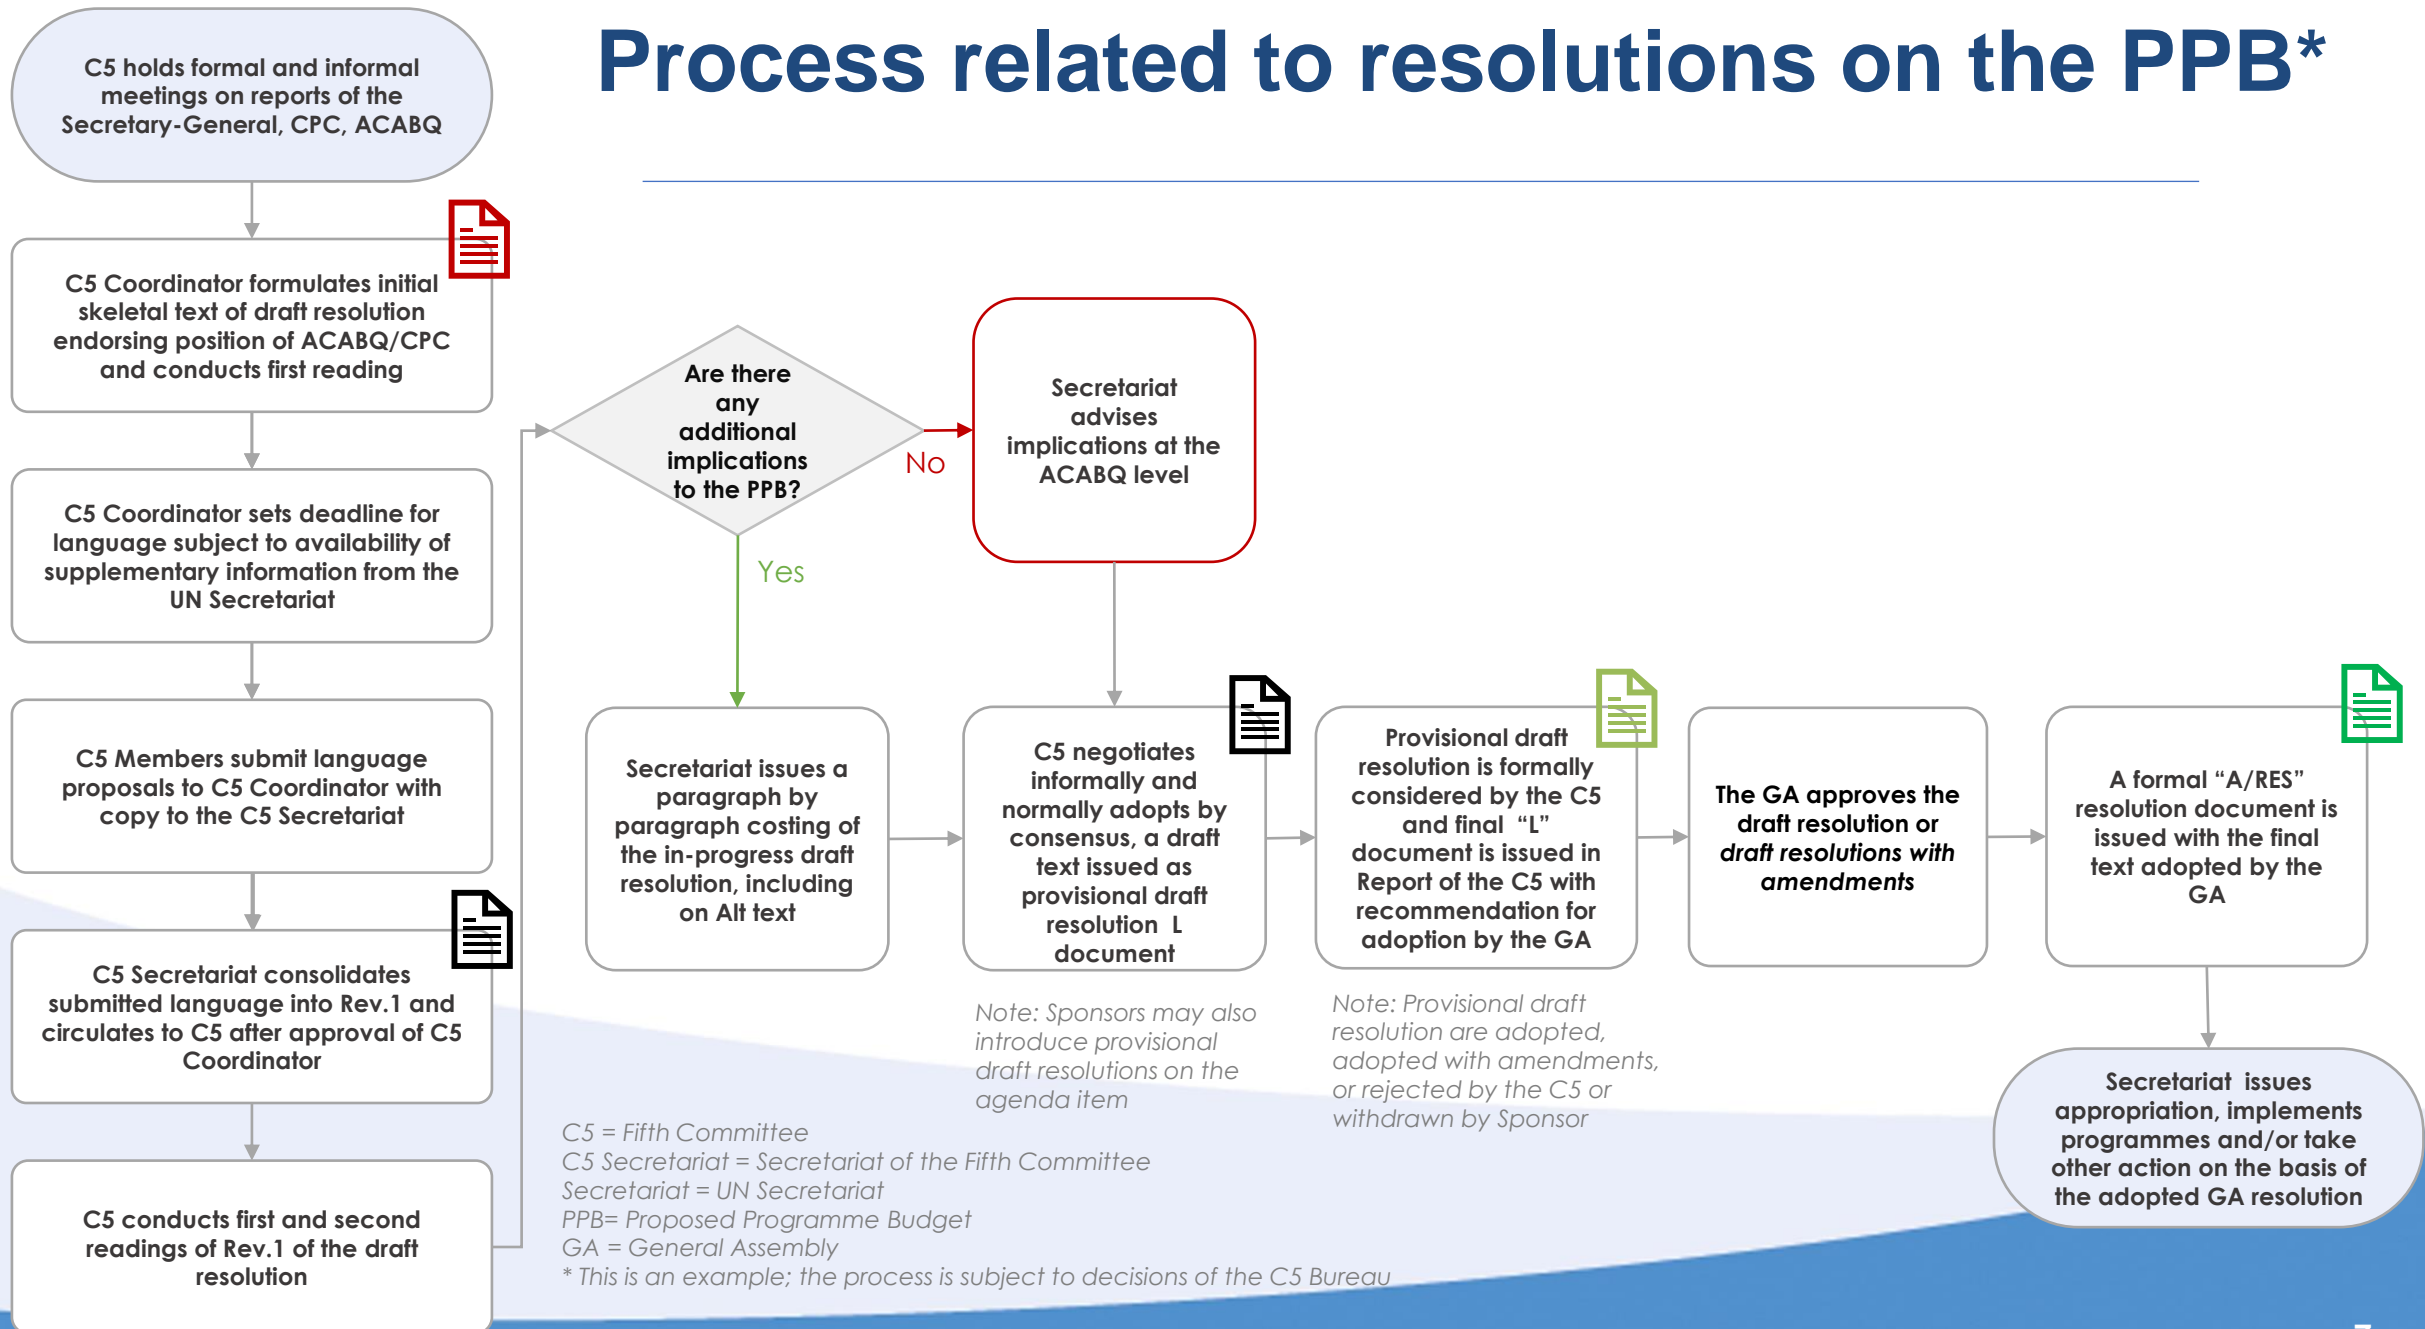 Process related to resolutions on the PPB*
C5 holds formal and informal
meetings on reports of the
Secretary-General, CPC, ACABQ
C5 Coordinator formulates initial
skeletal text of draft resolution
endorsing position of ACABQ/CPC
and conducts first reading
C5 Coordinator sets deadline for
language subject to availability of
supplementary information from the
UN Secretariat
C5 Members submit language
proposals to C5 Coordinator with
copy to the C5 Secretariat
C5 Secretariat consolidates
submitted language into Rev.1 and
circulates to C5 after approval of C5
Coordinator
C5 conducts first and second
readings of Rev.1 of the draft
resolution
Are there
any
additional
implications
to the PPB?
No
Yes
Secretariat
advises
implications at the
ACABQ level
Secretariat issues a
paragraph by
paragraph costing of
the in-progress draft
resolution, including
on Alt text
C5 negotiates
informally and
normally adopts by
consensus, a draft
text issued as
provisional draft
resolution L
document
Provisional draft
resolution is formally
considered by the C5
and final “L”
document is issued in
Report of the C5 with
recommendation for
adoption by the GA
The GA approves the
draft resolution or
draft resolutions with
amendments
A formal “A/RES”
resolution document is
issued with the final
text adopted by the
GA
Secretariat issues
appropriation, implements
programmes and/or take
other action on the basis of
the adopted GA resolution
Note: Sponsors may also
introduce provisional
draft resolutions on the
agenda item
Note: Provisional draft
resolution are adopted,
adopted with amendments,
or rejected by the C5 or
withdrawn by Sponsor
C5 = Fifth Committee
C5 Secretariat = Secretariat of the Fifth Committee
Secretariat = UN Secretariat
PPB= Proposed Programme Budget
GA = General Assembly
* This is an example; the process is subject to decisions of the C5 Bureau